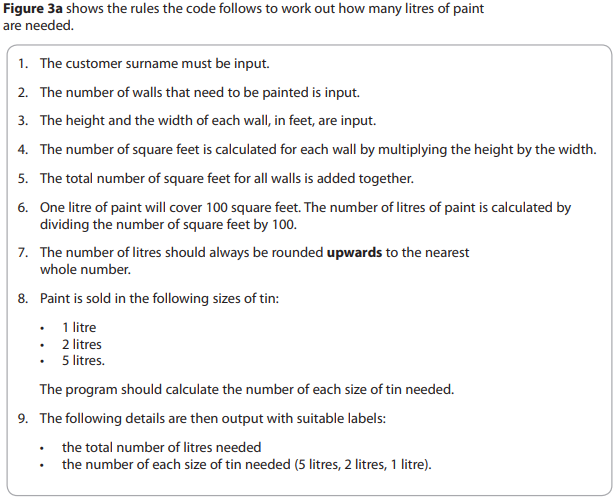 Figure 3a shows the rules the code follows to work out how many litres of paint
are needed.
1. The customer surname must be input.
2. The number of walls that need to be painted is input.
3. The height and the width of each wall, in feet, are input.
4. The number of square feet is calculated for each wall by multiplying the height by the width.
5. The total number of square feet for all walls is added together.
6. One litre of paint will cover 100 square feet. The number of litres of paint is calculated by
dividing the number of square feet by 100.
7. The number of litres should always be rounded upwards to the nearest
whole number.
8. Paint is sold in the following sizes of tin:
• 1 litre
• 2 litres
• 5 litres.
The program should calculate the number of each size of tin needed.
9. The following details are then output with suitable labels:
• the total number of litres needed
• the number of each size of tin needed (5 litres, 2 litres, 1 litre).